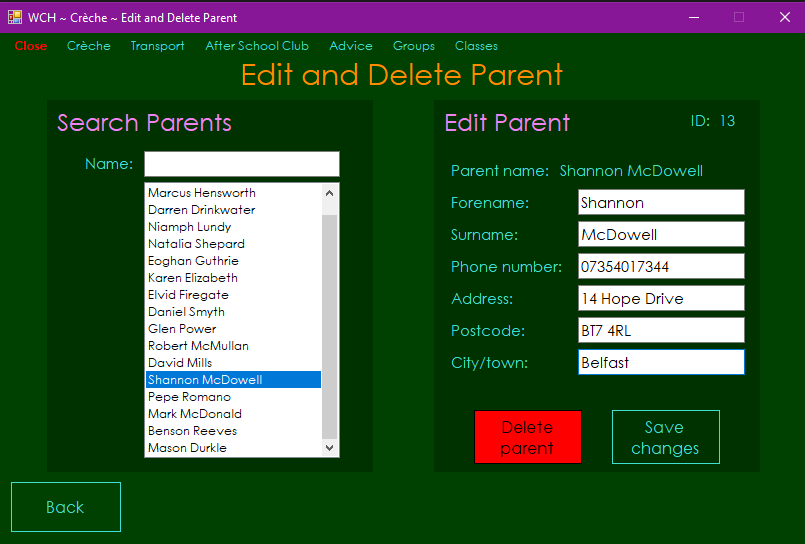 WCH ~ Crèche ~ Edit and Delete Parent
Close Crèche Transport After School Club Advice Groups Classes
Edit and Delete Parent
Search Parents
Name:
Marcus Hensworth
Darren Drinkwater
Niamph Lundy
Natalia Shepard
Eoghan Guthrie
Karen Elizabeth
Elvid Firegate
Daniel Smyth
Glen Power
Robert McMullan
David Mills
Shannon McDowell
Pepe Romano
Mark McDonald
Benson Reeves
Mason Durkle
Edit Parent
ID: 13
Parent name: Shannon McDowell
Forename: Shannon
Surname: McDowell
Phone number: 07354017344
Address: 14 Hope Drive
Postcode: BT7 4RL
City/town: Belfast
Delete
parent
Save
changes
Back